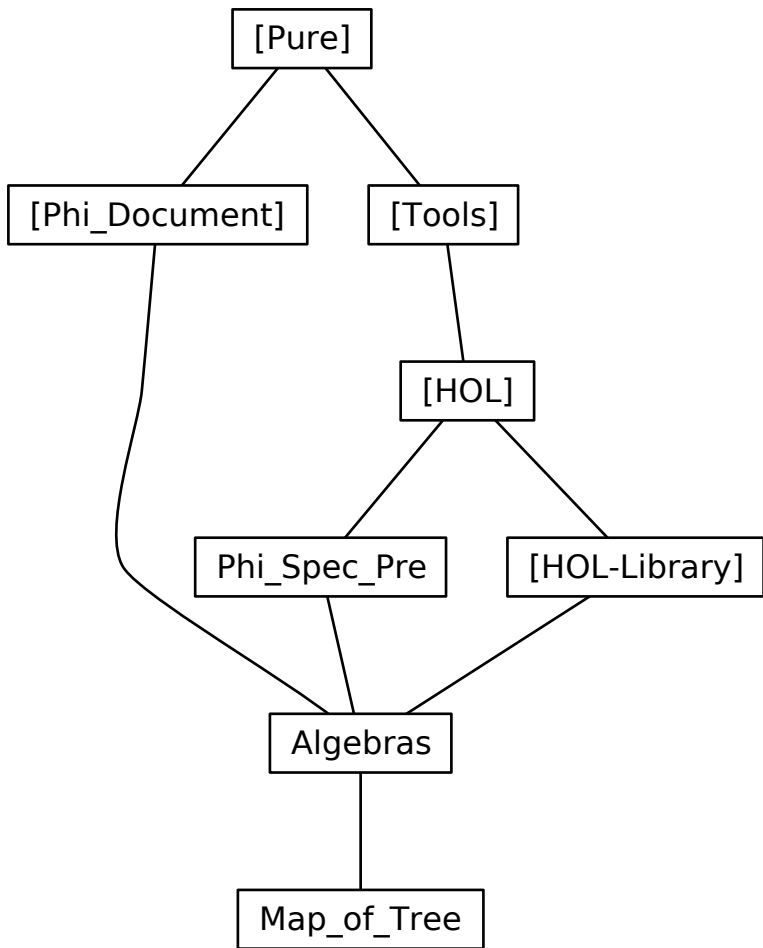 [Pure]
[Phi_Document]
[Tools]
[HOL]
Phi_Spec_Pre
[HOL-Library]
Algebras
Map_of_Tree